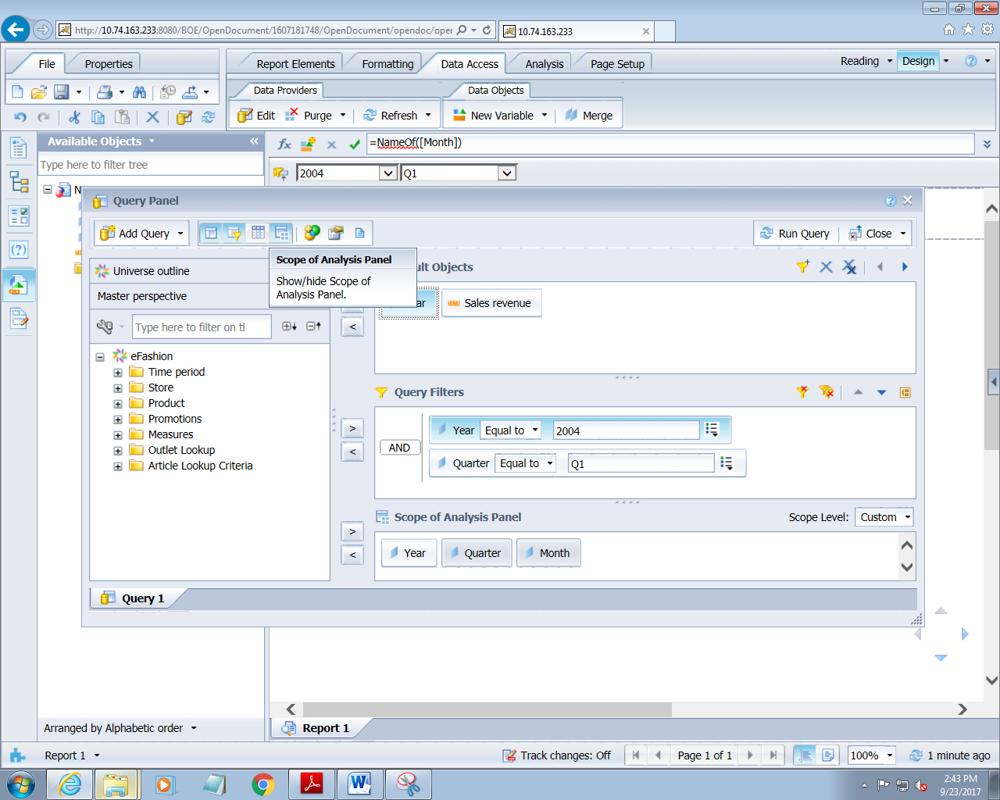 http://10.74.163.233:8080/BOE/OpenDocument/1607181748/OpenDocument/opendoc/oper
10.74.163.233
File
Properties
Report Elements
Formatting
Data Access
Analysis
Page Setup
Reading
Design
Data Providers
Data Objects
Edit
Purge
Refresh
New Variable
Merge
Available Objects
Type here to filter tree
=NameOf([Month])
2004
Q1
N
Query Panel
Add Query
Run Query
Close
Scope of Analysis Panel
Show/hide Scope of
Analysis Panel.
Universe outline
Master perspective
Type here to filter on tl
ult Objects
ar
Sales revenue
eFashion
Time period
Store
Product
Promotions
Measures
Outlet Lookup
Article Lookup Criteria
Query Filters
AND
Year
Equal to
2004
Quarter
Equal to
Q1
Scope of Analysis Panel
Scope Level:
Custom
Year
Quarter
Month
Query 1
Arranged by Alphabetic order
Report 1
Report 1
Track changes: Off
Page 1 of 1
100%
1 minute ago
2:43 PM
9/23/2017